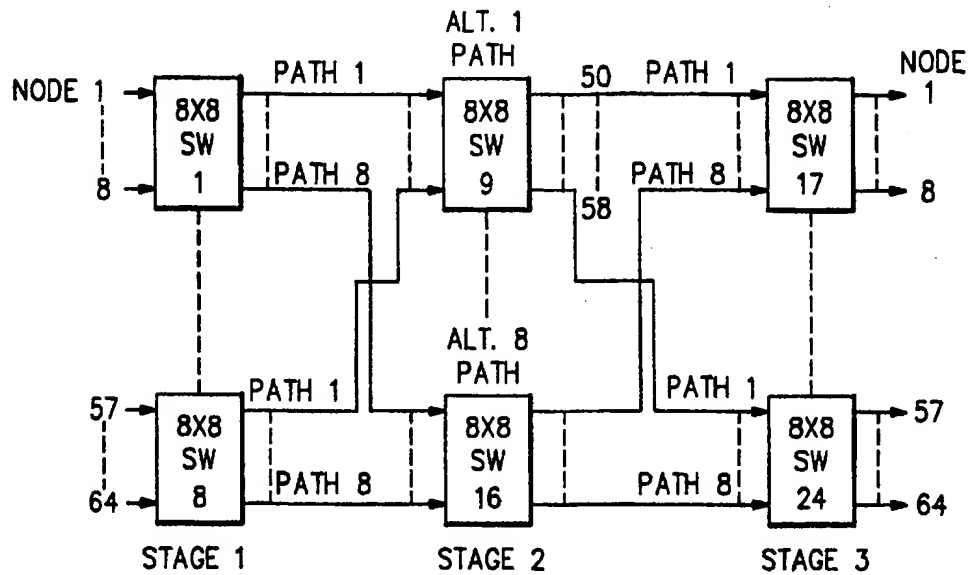 ALT. 1
PATH
NODE 1
8
8X8
SW
1
PATH 1
PATH 8
8X8
SW
9
50
58
PATH 1
PATH 8
8X8
SW
17
NODE
1
8
ALT. 8
PATH
57
64
8X8
SW
8
PATH 1
PATH 8
8X8
SW
16
PATH 1
PATH 8
8X8
SW
24
57
64
STAGE 1
STAGE 2
STAGE 3